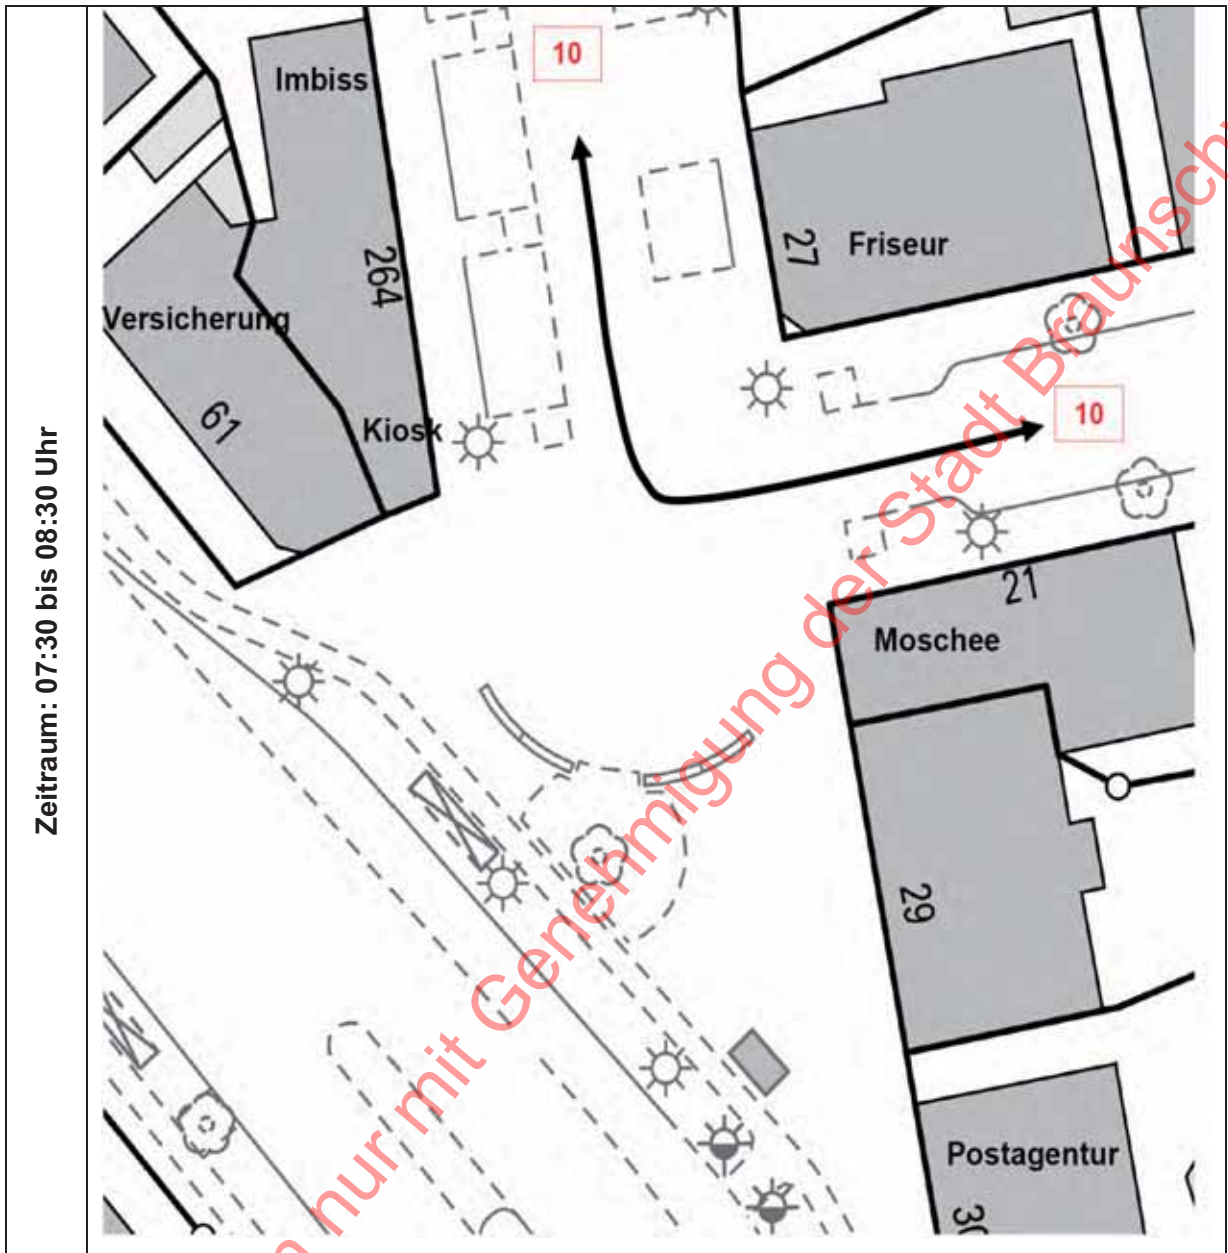 Zeitraum: 07:30 bis 08:30 Uhr
10
Imbiss
264
27
Friseur
Versicherung
61
Kiosk
10
21
Moschee
29
Postagentur
nur mit Genehmigung der Stadt